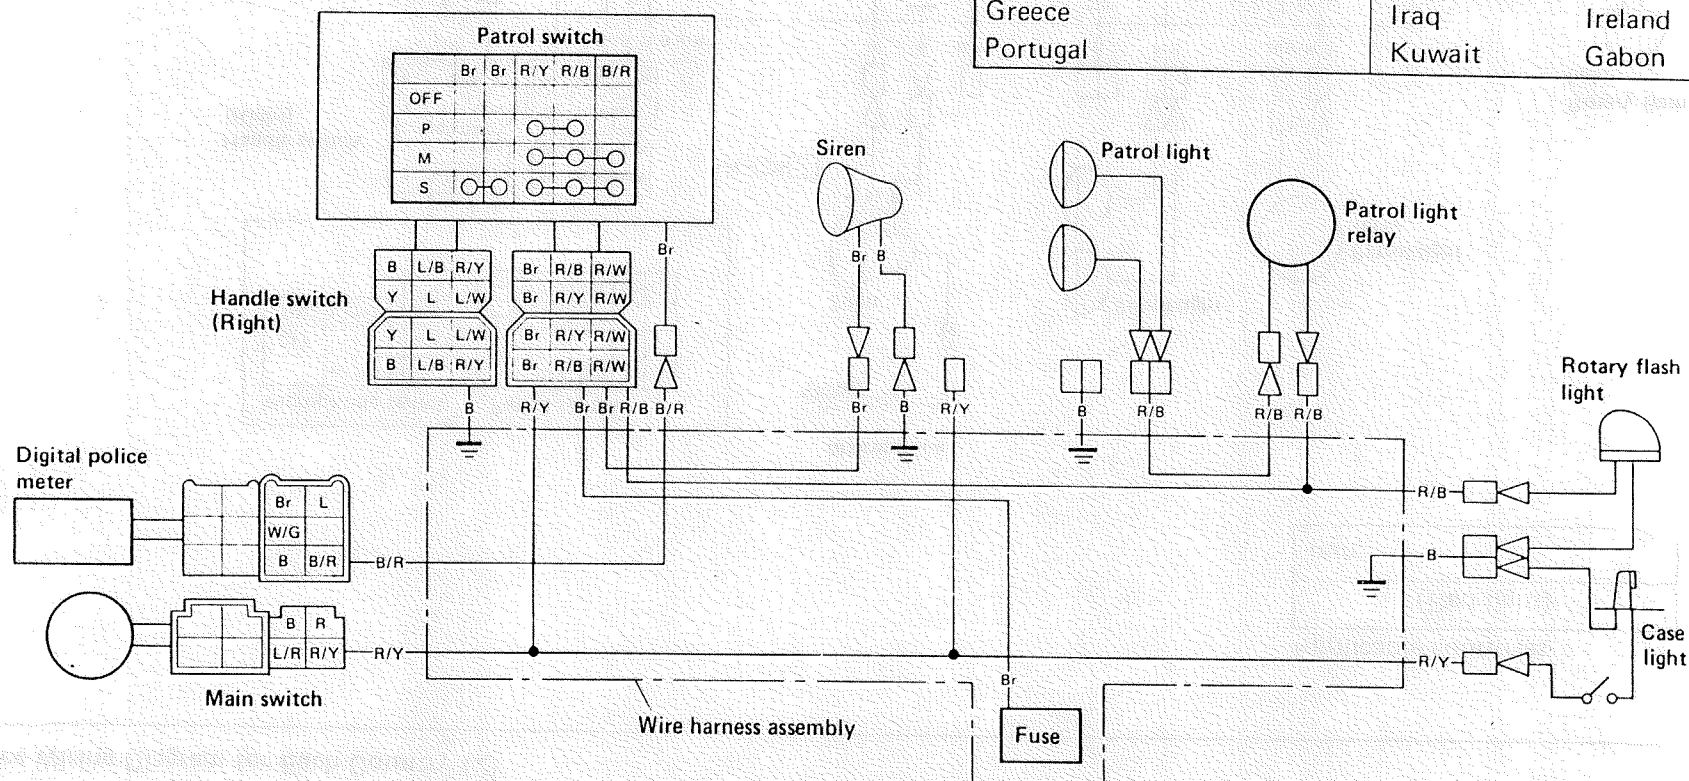 Greece Iraq Ireland
Portugal Kuwait Gabon
Patrol switch
Br Br R/Y R/B B/R
OFF
P
M
S
Br
B L/B R/Y
Y L L/W
Y L L/W
B L/B R/Y
Br R/B R/W
Br R/Y R/W
Br R/Y R/W
Br R/B R/W
Handle switch
(Right)
B R/Y Br Br R/B B/R
Siren
Br B
Br B R/Y
Patrol light
B R/B
Patrol light
relay
R/B R/B
Rotary flash
light
R/B
B
Case
light
R/Y
Digital police
meter
Br L
W/G
B B/R
B/R
B R
L/R R/Y
R/Y
Main switch
Wire harness assembly
Br
Fuse